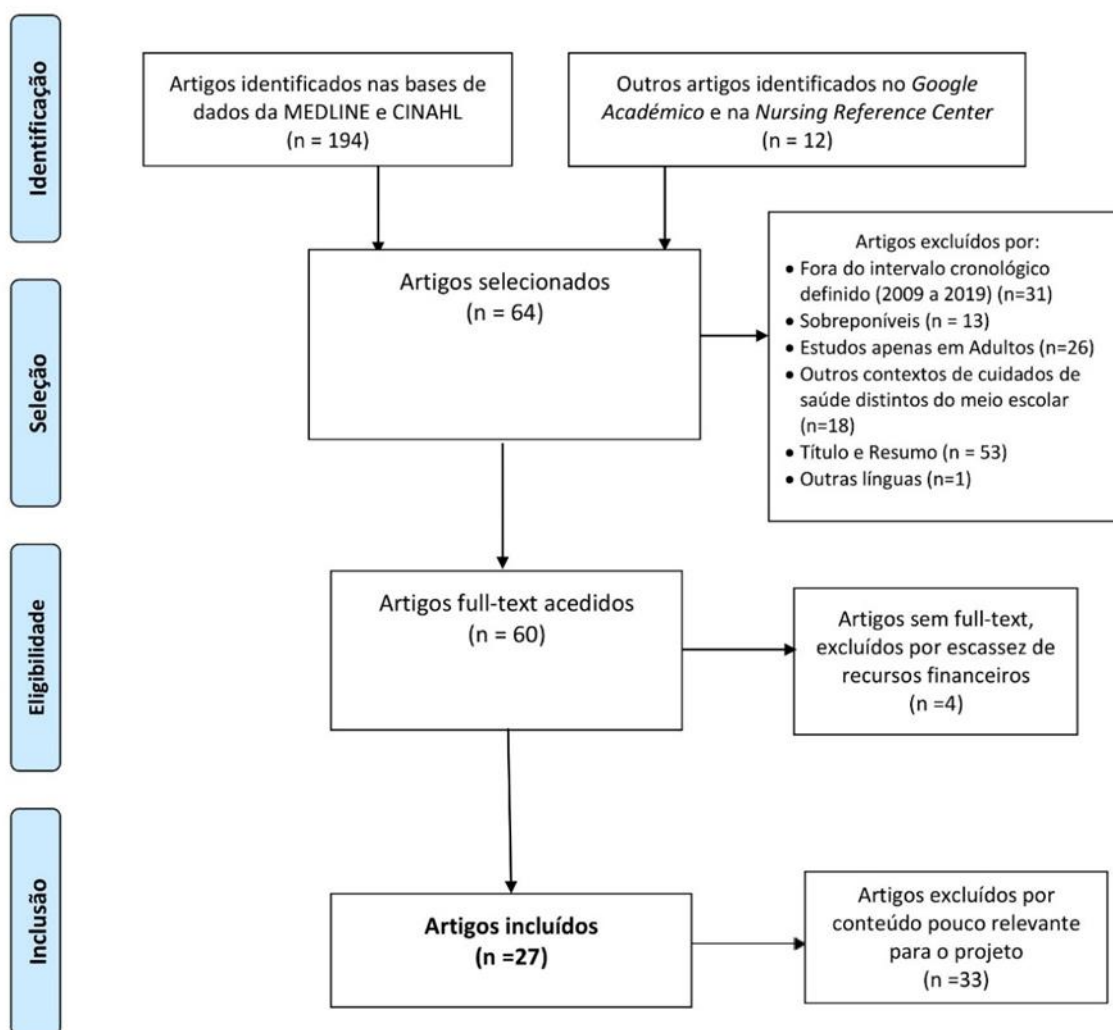 Identificação
Artigos identificados nas bases de
dados da MEDLINE e CINAHL
(n = 194)
Outros artigos identificados no Google
Académico e na Nursing Reference Center
(n = 12)
Seleção
Artigos selecionados
(n = 64)
Artigos excluídos por:
• Fora do intervalo cronológico
definido (2009 a 2019) (n=31)
• Sobreponíveis (n = 13)
• Estudos apenas em Adultos (n=26)
• Outros contextos de cuidados de
saúde distintos do meio escolar
(n=18)
• Título e Resumo (n = 53)
• Outras línguas (n=1)
Eligibilidade
Artigos full-text acedidos
(n = 60)
Artigos sem full-text,
excluídos por escassez de
recursos financeiros
(n =4)
Inclusão
Artigos incluídos
(n =27)
Artigos excluídos por
conteúdo pouco relevante
para o projeto
(n =33)